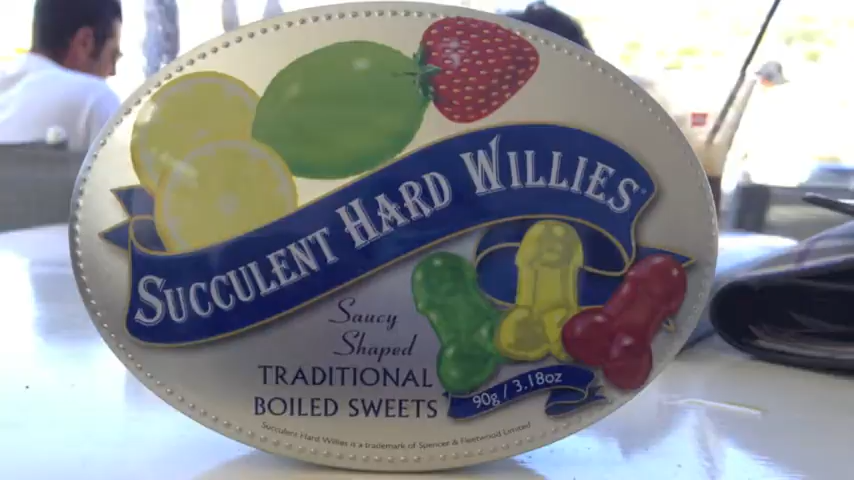 SUCCULENT HARD WILLIES
Saucy
Shaped
TRADITIONAL
BOILED SWEETS
90g / 3.18oz
Succulent Hard Willies is a trademark of Spencer & Fleetwood Limited